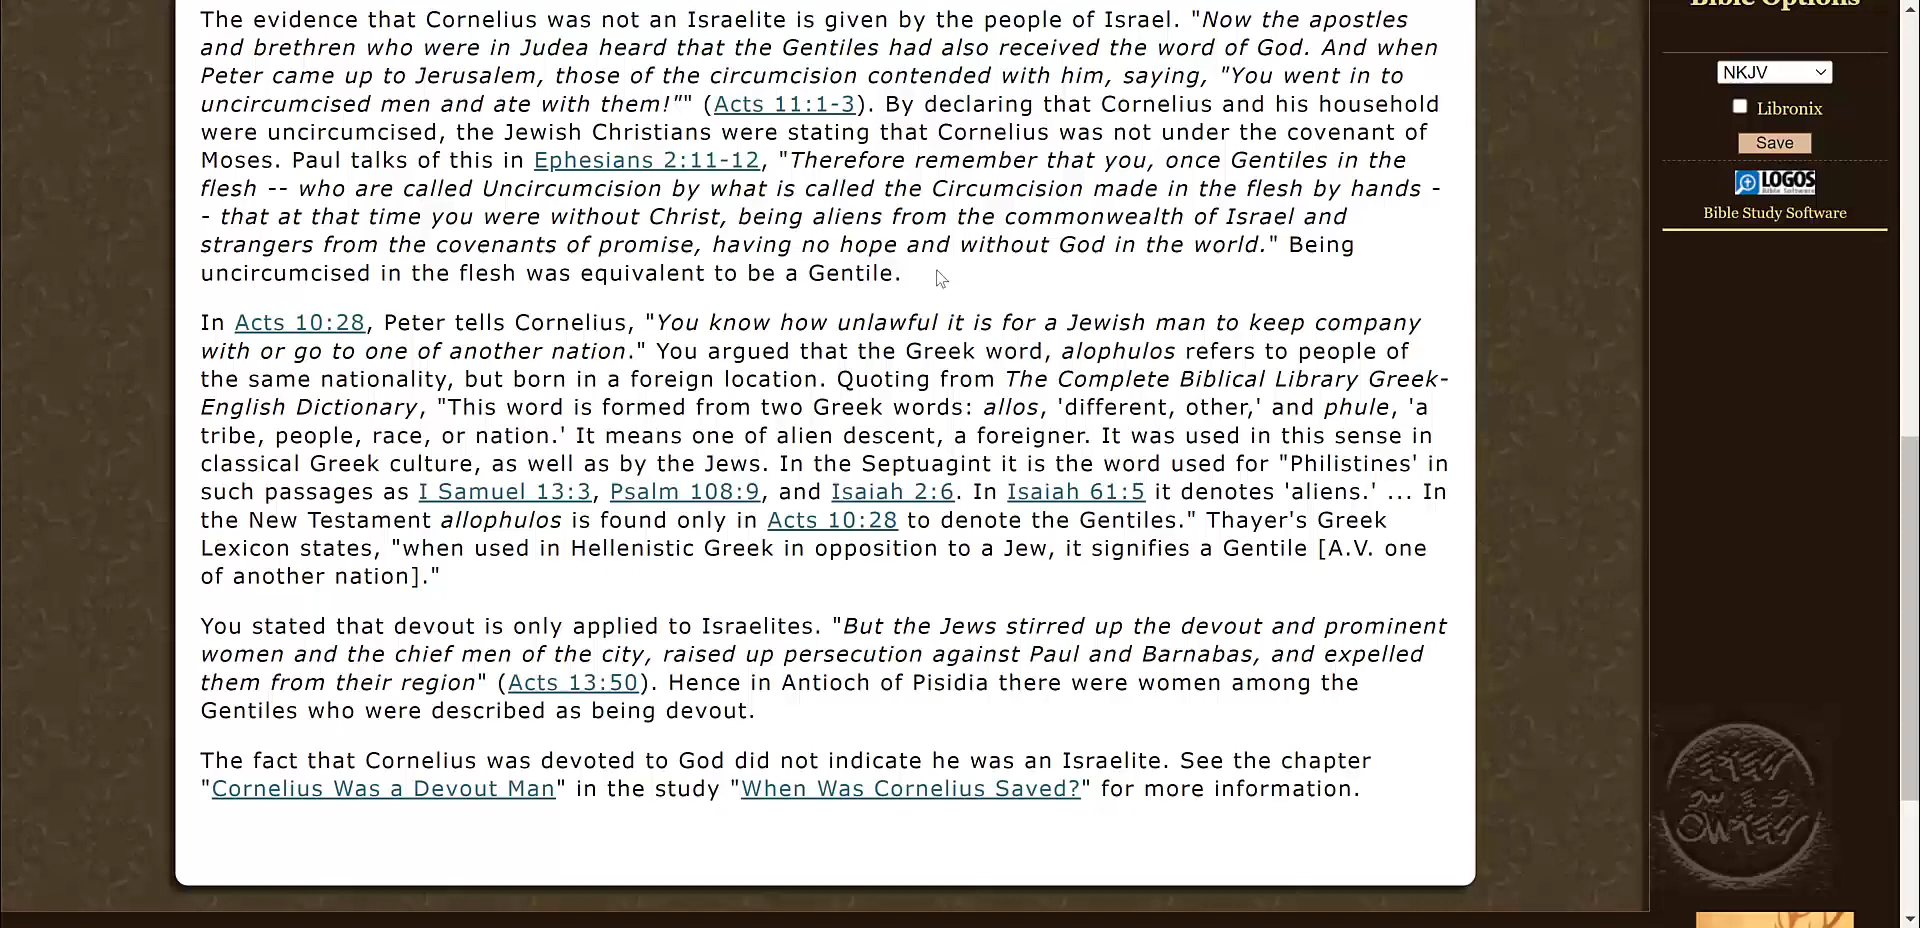 The evidence that Cornelius was not an Israelite is given by the people of Israel. "Now the apostles
and brethren who were in Judea heard that the Gentiles had also received the word of God. And when
Peter came up to Jerusalem, those of the circumcision contended with him, saying, "You went in to
uncircumcised men and ate with them!"" (Acts 11:1-3). By declaring that Cornelius and his household
were uncircumcised, the Jewish Christians were stating that Cornelius was not under the covenant of
Moses. Paul talks of this in Ephesians 2:11-12, "Therefore remember that you, once Gentiles in the
flesh -- who are called Uncircumcision by what is called the Circumcision made in the flesh by hands -
- that at that time you were without Christ, being aliens from the commonwealth of Israel and
strangers from the covenants of promise, having no hope and without God in the world." Being
uncircumcised in the flesh was equivalent to be a Gentile.
In Acts 10:28, Peter tells Cornelius, "You know how unlawful it is for a Jewish man to keep company
with or go to one of another nation." You argued that the Greek word, alophulos refers to people of
the same nationality, but born in a foreign location. Quoting from The Complete Biblical Library Greek-
English Dictionary, "This word is formed from two Greek words: allos, 'different, other,' and phule, 'a
tribe, people, race, or nation.' It means one of alien descent, a foreigner. It was used in this sense in
classical Greek culture, as well as by the Jews. In the Septuagint it is the word used for "Philistines' in
such passages as I Samuel 13:3, Psalm 108:9, and Isaiah 2:6. In Isaiah 61:5 it denotes 'aliens.' ... In
the New Testament allophulos is found only in Acts 10:28 to denote the Gentiles." Thayer's Greek
Lexicon states, "when used in Hellenistic Greek in opposition to a Jew, it signifies a Gentile [A.V. one
of another nation]."
You stated that devout is only applied to Israelites. "But the Jews stirred up the devout and prominent
women and the chief men of the city, raised up persecution against Paul and Barnabas, and expelled
them from their region" (Acts 13:50). Hence in Antioch of Pisidia there were women among the
Gentiles who were described as being devout.
The fact that Cornelius was devoted to God did not indicate he was an Israelite. See the chapter
"Cornelius Was a Devout Man" in the study "When Was Cornelius Saved?" for more information.
Bible Options
NKJV
Libronix
Save
LOGOS
Bible Software
Bible Study Software